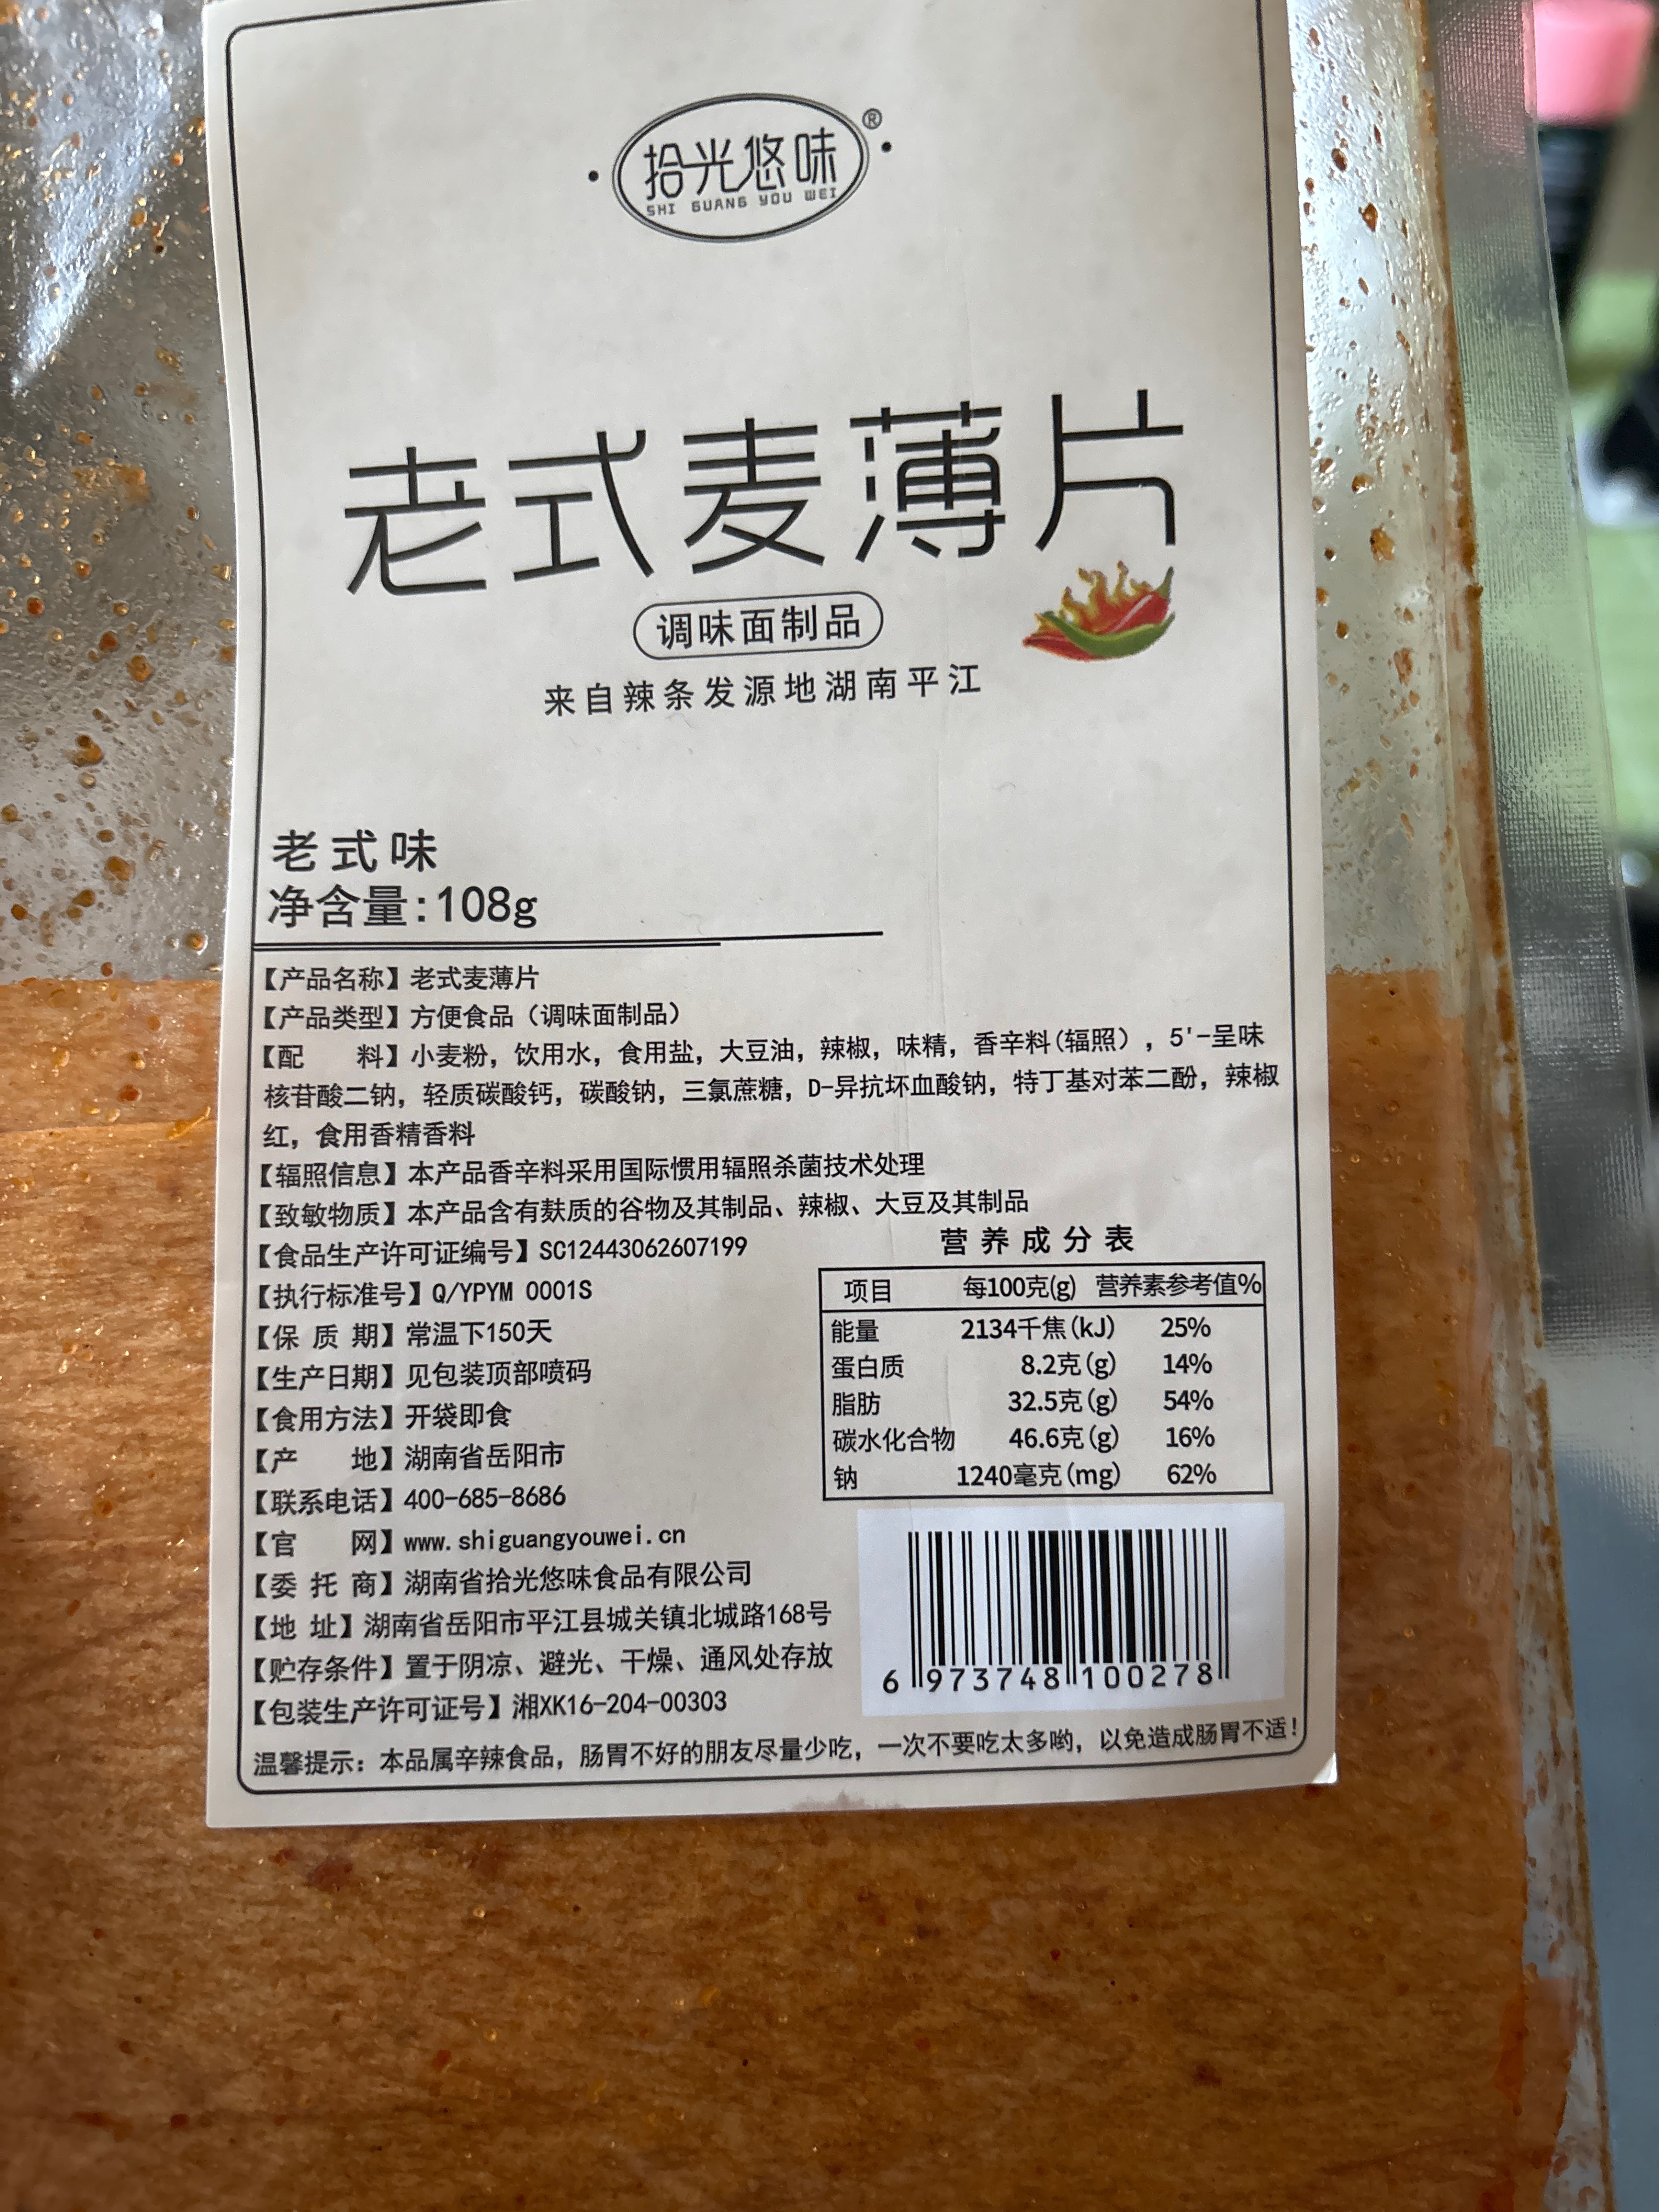 拾光悠味®
SHI GUANG YOU WEI
老式麦薄片
调味面制品
来自辣条发源地湖南平江
老式味
净含量:108g
【产品名称】老式麦薄片
【产品类型】方便食品（调味面制品）
【配 料】小麦粉，饮用水，食用盐，大豆油，辣椒，味精，香辛料(辐照），5'-呈味
核苷酸二钠，轻质碳酸钙，碳酸钠，三氯蔗糖，D-异抗坏血酸钠，特丁基对苯二酚，辣椒
红，食用香精香料
【辐照信息】本产品香辛料采用国际惯用辐照杀菌技术处理
【致敏物质】本产品含有麸质的谷物及其制品、辣椒、大豆及其制品
【食品生产许可证编号】SC12443062607199
【执行标准号】Q/YPYM 0001S
【保 质 期】常温下150天
【生产日期】见包装顶部喷码
【食用方法】开袋即食
【产 地】湖南省岳阳市
【联系电话】400-685-8686
【官 网】www.shiguangyouwei.cn
【委 托 商】湖南省拾光悠味食品有限公司
【地 址】湖南省岳阳市平江县城关镇北城路168号
【贮存条件】置于阴凉、避光、干燥、通风处存放
【包装生产许可证号】湘XK16-204-00303
营养成分表
项目 每100克(g) 营养素参考值%
能量 2134千焦(kJ) 25%
蛋白质 8.2克(g) 14%
脂肪 32.5克(g) 54%
碳水化合物 46.6克(g) 16%
钠 1240毫克(mg) 62%
6 973748 100278
温馨提示：本品属辛辣食品，肠胃不好的朋友尽量少吃，一次不要吃太多哟，以免造成肠胃不适！